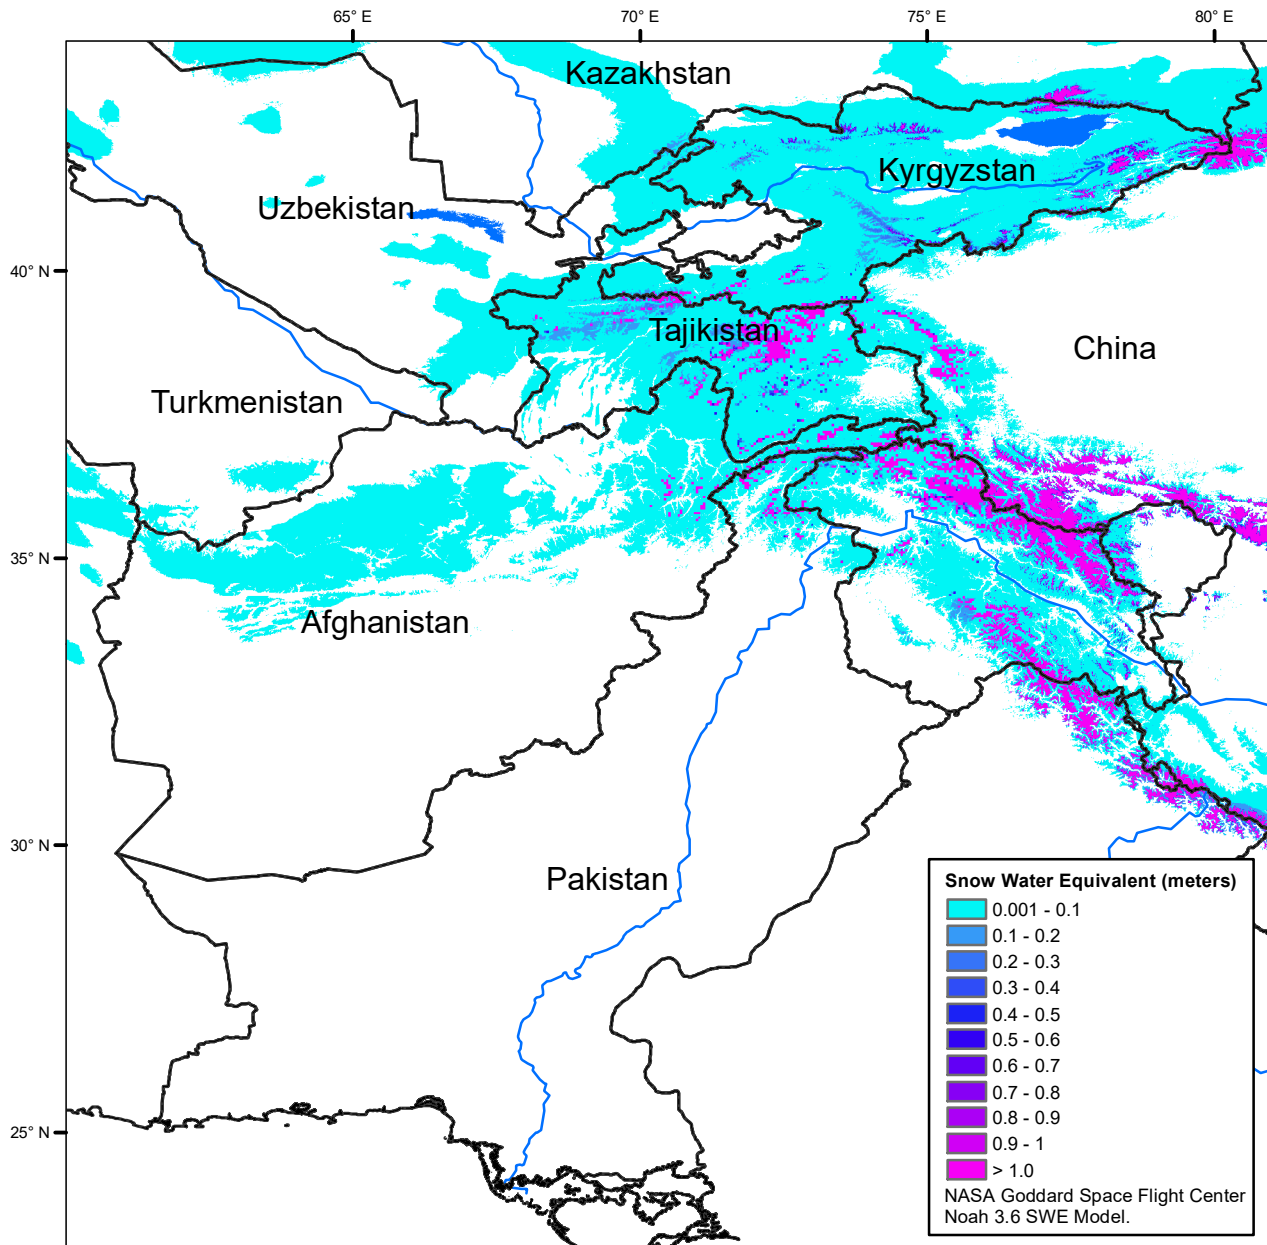 65° E
70° E
75° E
80° E
Kazakhstan
Kyrgyzstan
Uzbekistan
40° N
Tajikistan
China
Turkmenistan
35° N
Afghanistan
30° N
Pakistan
25° N
Snow Water Equivalent (meters)
0.001 - 0.1
0.1 - 0.2
0.2 - 0.3
0.3 - 0.4
0.4 - 0.5
0.5 - 0.6
0.6 - 0.7
0.7 - 0.8
0.8 - 0.9
0.9 - 1
> 1.0
NASA Goddard Space Flight Center
Noah 3.6 SWE Model.